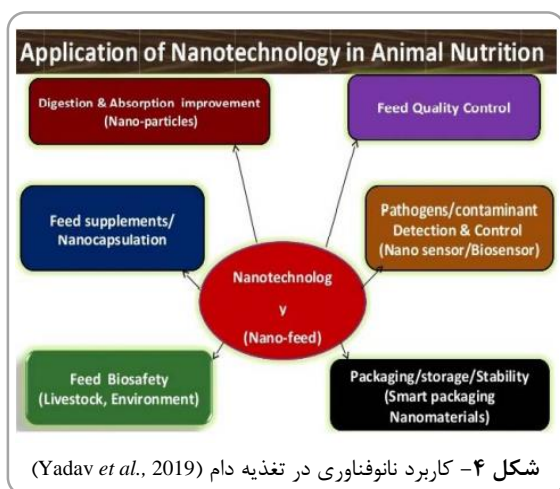 Application of Nanotechnology in Animal Nutrition
Digestion & Absorption improvement
(Nano-particles)
Feed Quality Control
Feed supplements/
Nanocapsulation
Pathogens/contaminant
Detection & Control
(Nano sensor/Biosensor)
Nanotechnolog
y
(Nano-feed)
Feed Biosafety
(Livestock, Environment)
Packaging/storage/Stability
(Smart packaging
Nanomaterials)
شکل ۴- کاربرد نانوفناوری در تغذیه دام (Yadav et al., 2019)